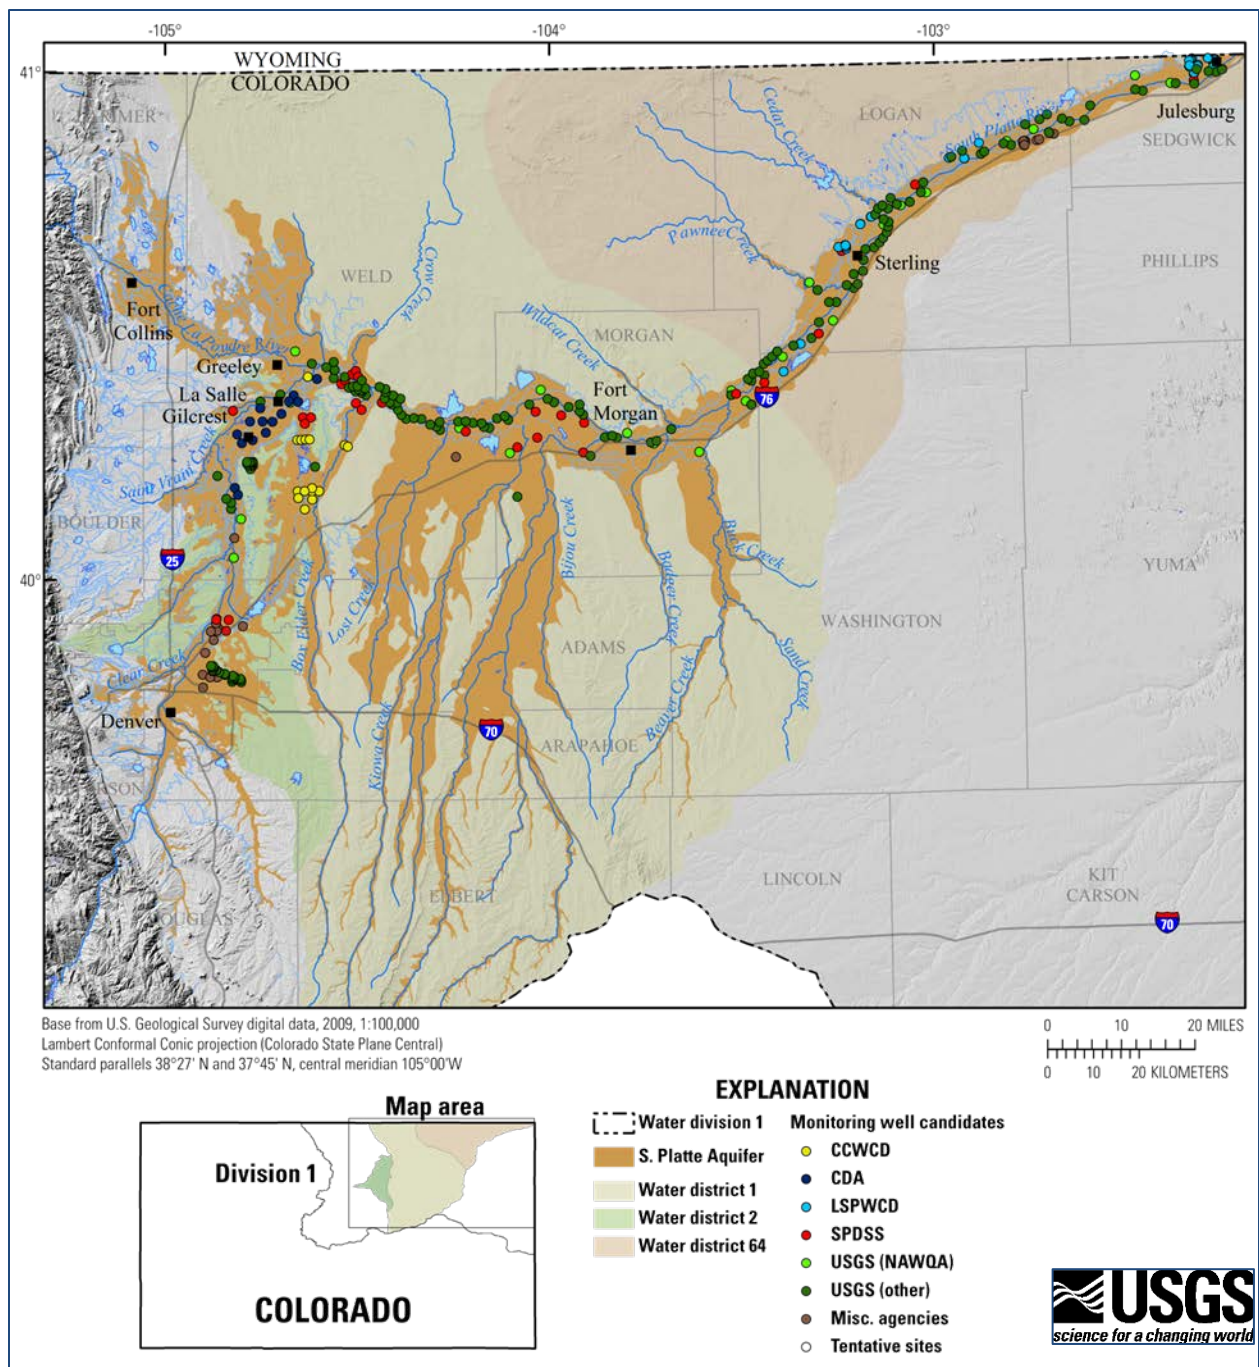 -105°
-104°
-103°
41°
WYOMING
COLORADO
LARIMER
Cedar Creek
LOGAN
South Platte River
Julesburg
SEDGWICK
Crow Creek
Pawnee Creek
WELD
Sterling
PHILLIPS
Fort
Collins
Cache La Poudre River
Wildcat Creek
MORGAN
Greeley
La Salle
Gilcrest
Fort
Morgan
76
Saint Vrain Creek
BOULDER
25
Bijou Creek
Badger Creek
Buck Creek
40°
YUMA
Box Elder Creek
Lost Creek
WASHINGTON
ADAMS
Clear Creek
Beaver Creek
Sand Creek
Denver
Kiowa Creek
70
ARAPAHOE
ELBERT
LINCOLN
KIT
CARSON
DOUGLAS
70
Base from U.S. Geological Survey digital data, 2009, 1:100,000
Lambert Conformal Conic projection (Colorado State Plane Central)
Standard parallels 38°27' N and 37°45' N, central meridian 105°00'W
0 10 20 MILES
0 10 20 KILOMETERS
EXPLANATION
Map area
Division 1
COLORADO
Water division 1
S. Platte Aquifer
Water district 1
Water district 2
Water district 64
Monitoring well candidates
CCWCD
CDA
LSPWCD
SPDSS
USGS (NAWQA)
USGS (other)
Misc. agencies
Tentative sites
USGS
science for a changing world